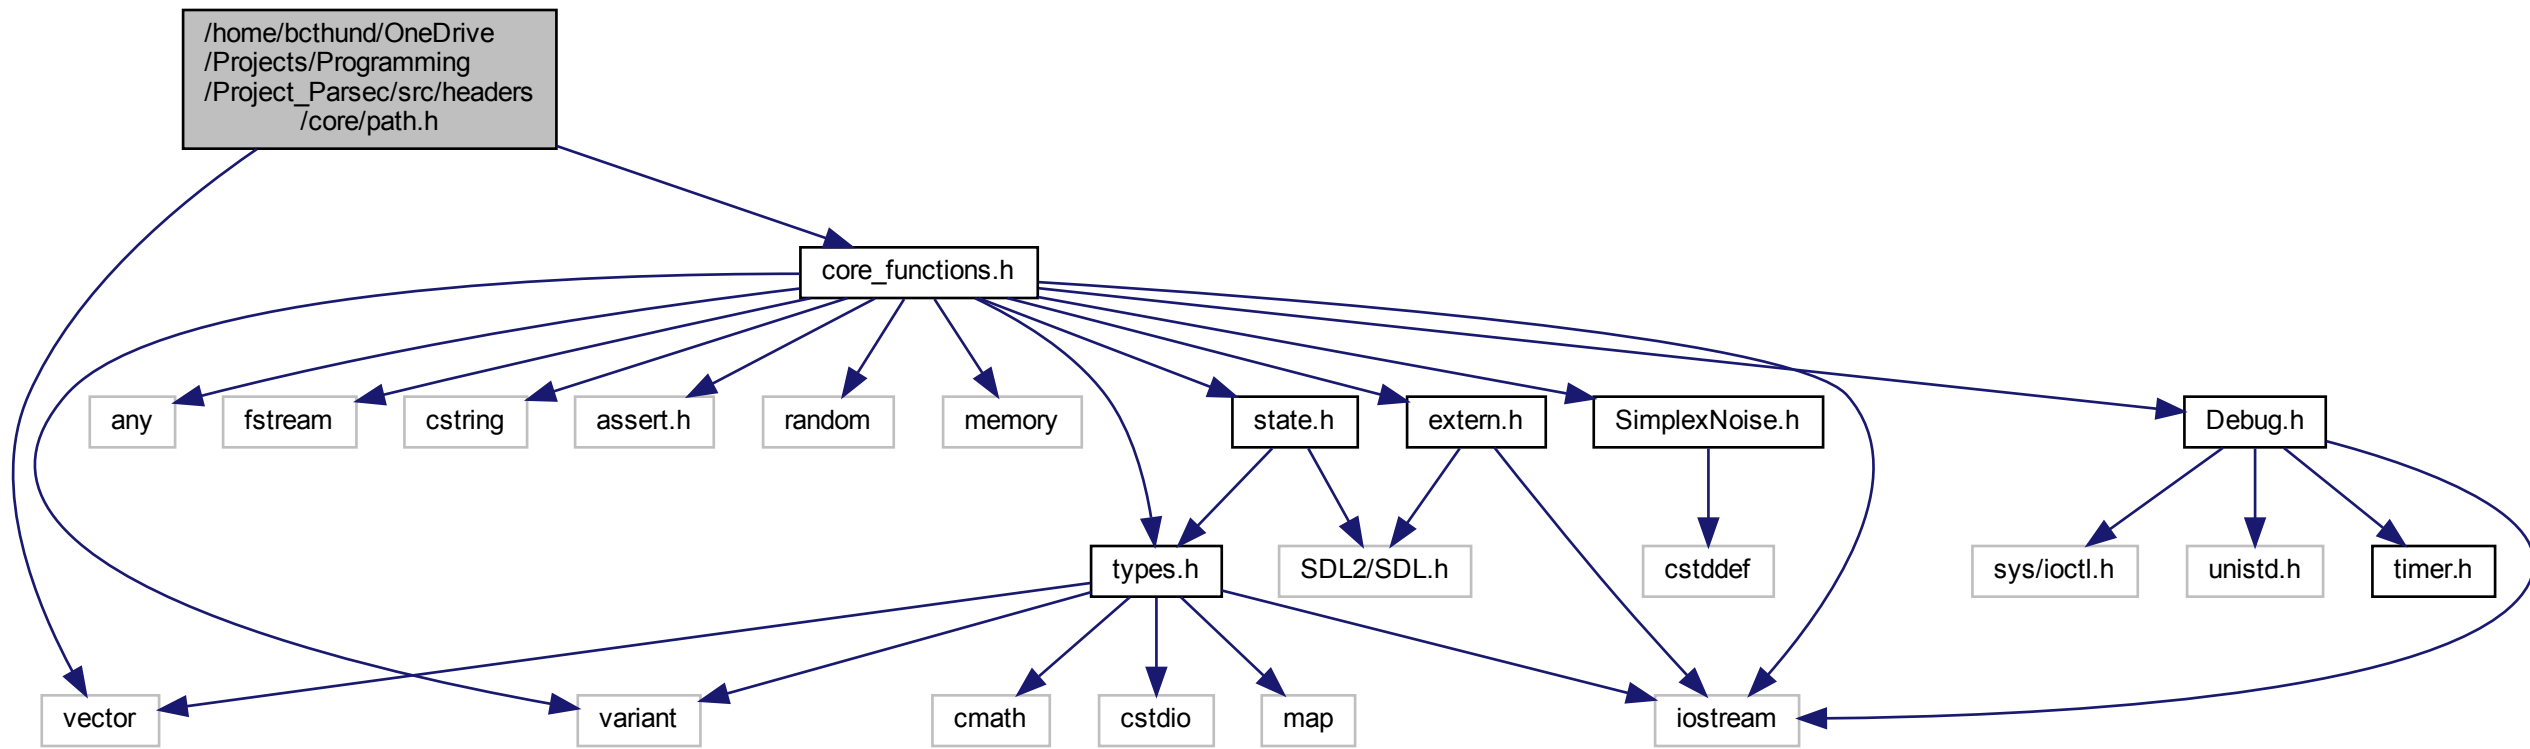 /home/bcthund/OneDrive
/Projects/Programming
/Project_Parsec/src/headers
/core/path.h
core_functions.h
any
fstream
cstring
assert.h
random
memory
state.h
extern.h
SimplexNoise.h
Debug.h
types.h
SDL2/SDL.h
cstddef
sys/ioctl.h
unistd.h
timer.h
vector
variant
cmath
cstdio
map
iostream